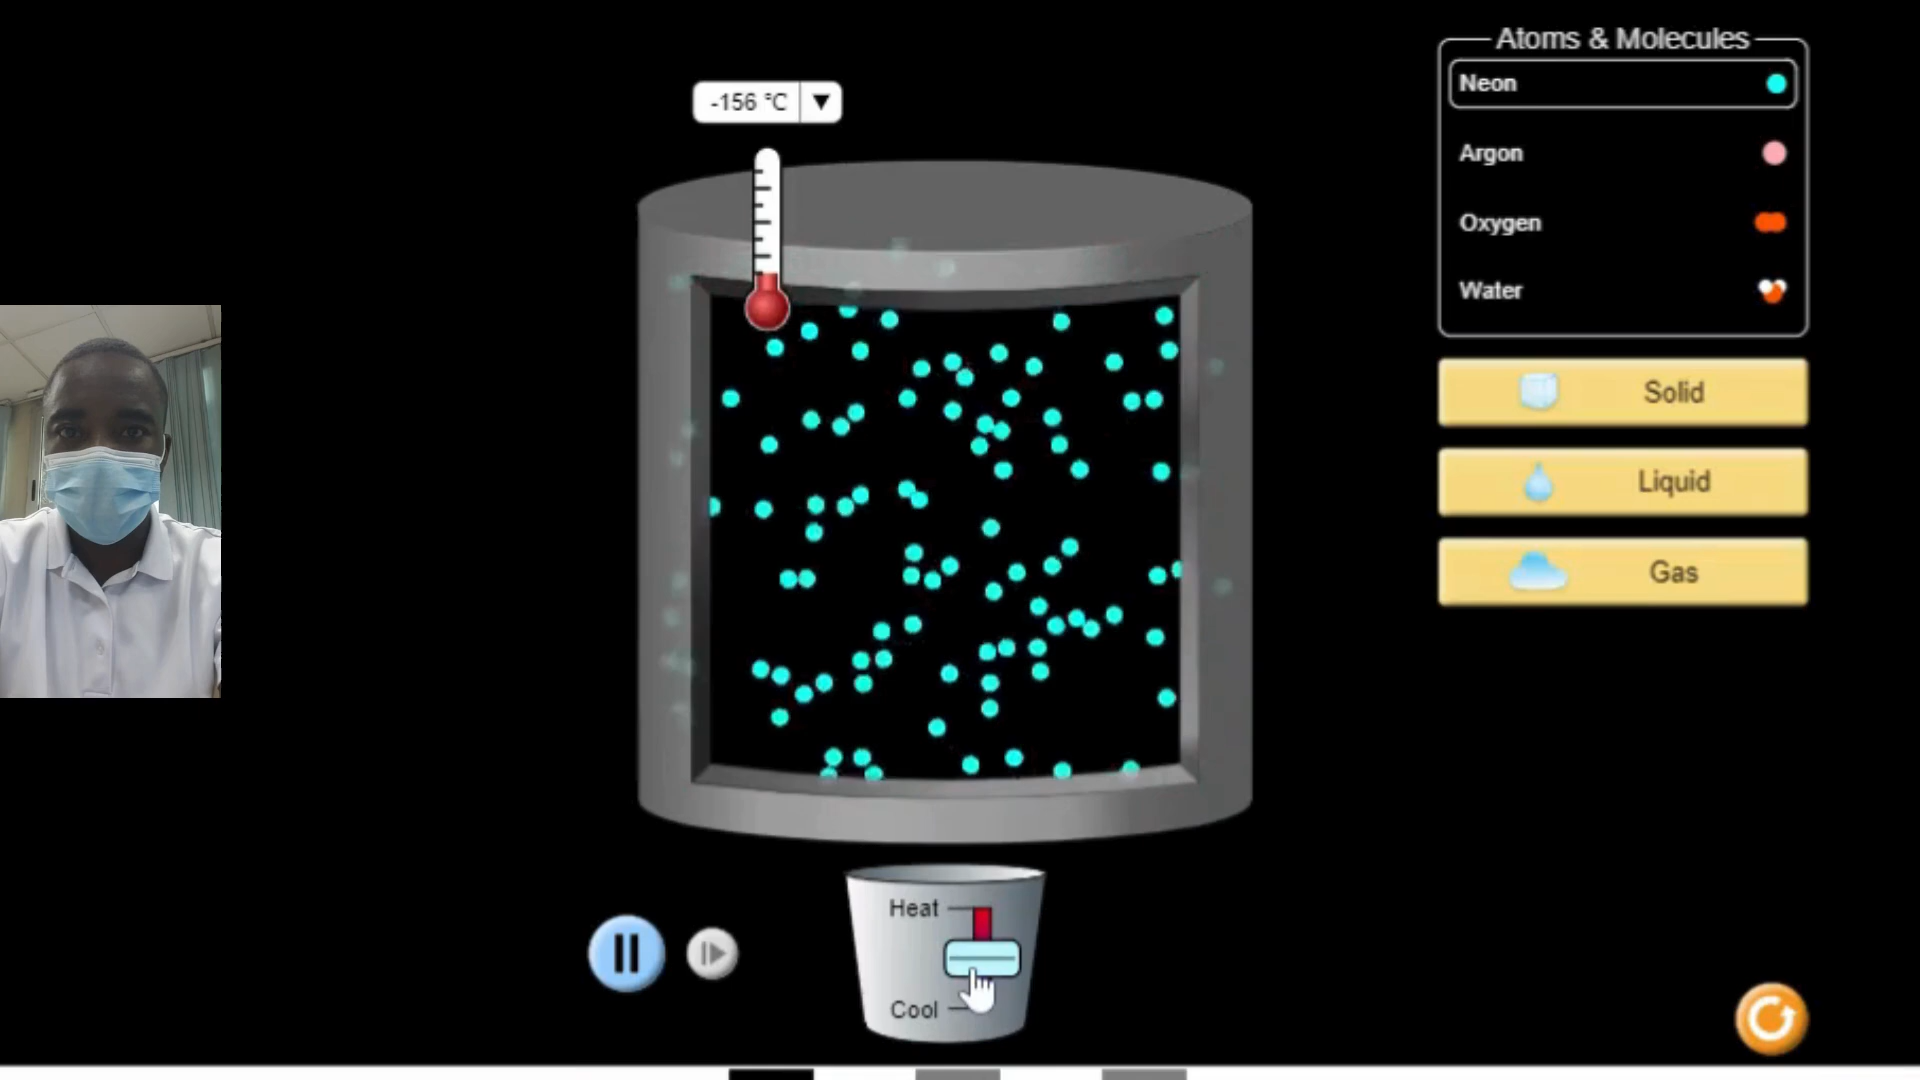 -156 °C
Atoms & Molecules
Neon
Argon
Oxygen
Water
Solid
Liquid
Gas
Heat
Cool